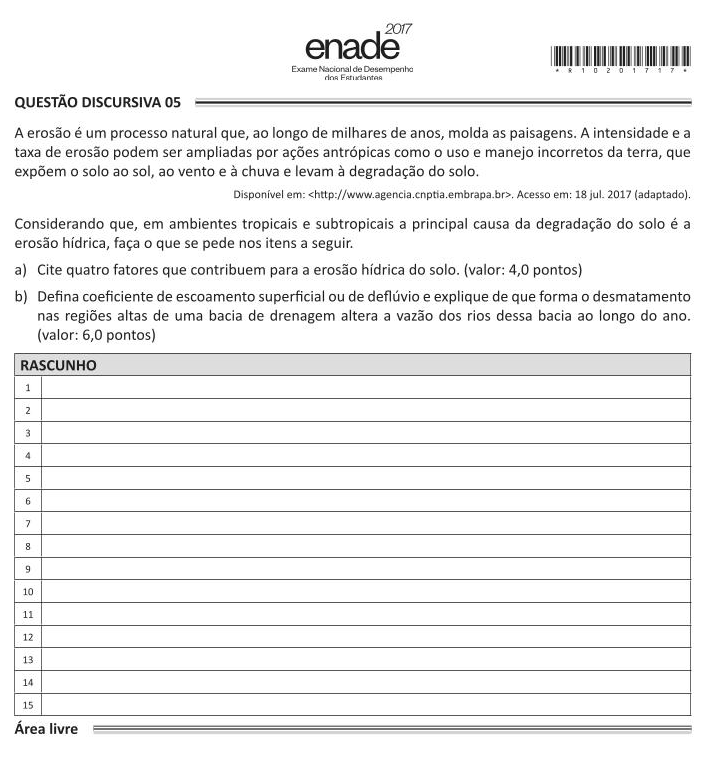 2017
enade
Exame Nacional de Desempenho
dos Estudantes
*R10201717*
QUESTÃO DISCURSIVA 05
A erosão é um processo natural que, ao longo de milhares de anos, molda as paisagens. A intensidade e a
taxa de erosão podem ser ampliadas por ações antrópicas como o uso e manejo incorretos da terra, que
expõem o solo ao sol, ao vento e à chuva e levam à degradação do solo.
Disponível em: <http://www.agencia.cnptia.embrapa.br>. Acesso em: 18 jul. 2017 (adaptado).
Considerando que, em ambientes tropicais e subtropicais a principal causa da degradação do solo é a
erosão hídrica, faça o que se pede nos itens a seguir.
a) Cite quatro fatores que contribuem para a erosão hídrica do solo. (valor: 4,0 pontos)
b) Defina coeficiente de escoamento superficial ou de deflúvio e explique de que forma o desmatamento
nas regiões altas de uma bacia de drenagem altera a vazão dos rios dessa bacia ao longo do ano.
(valor: 6,0 pontos)
RASCUNHO
1
2
3
4
5
6
7
8
9
10
11
12
13
14
15
Área livre